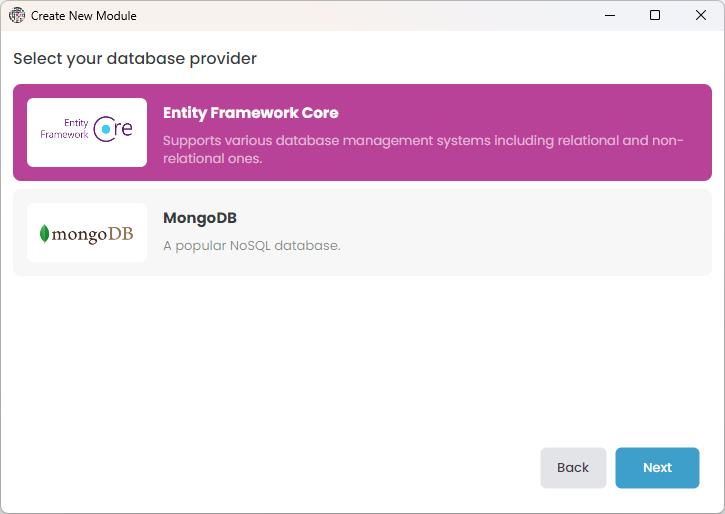 Create New Module
Select your database provider
Entity
Framework Core
Entity Framework Core
Supports various database management systems including relational and non-
relational ones.
mongoDB
MongoDB
A popular NoSQL database.
Back
Next